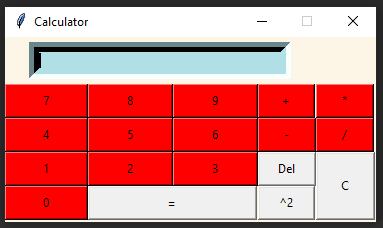 Calculator
7 8 9 + *
4 5 6 - /
1 2 3 Del
C
0 = ^2